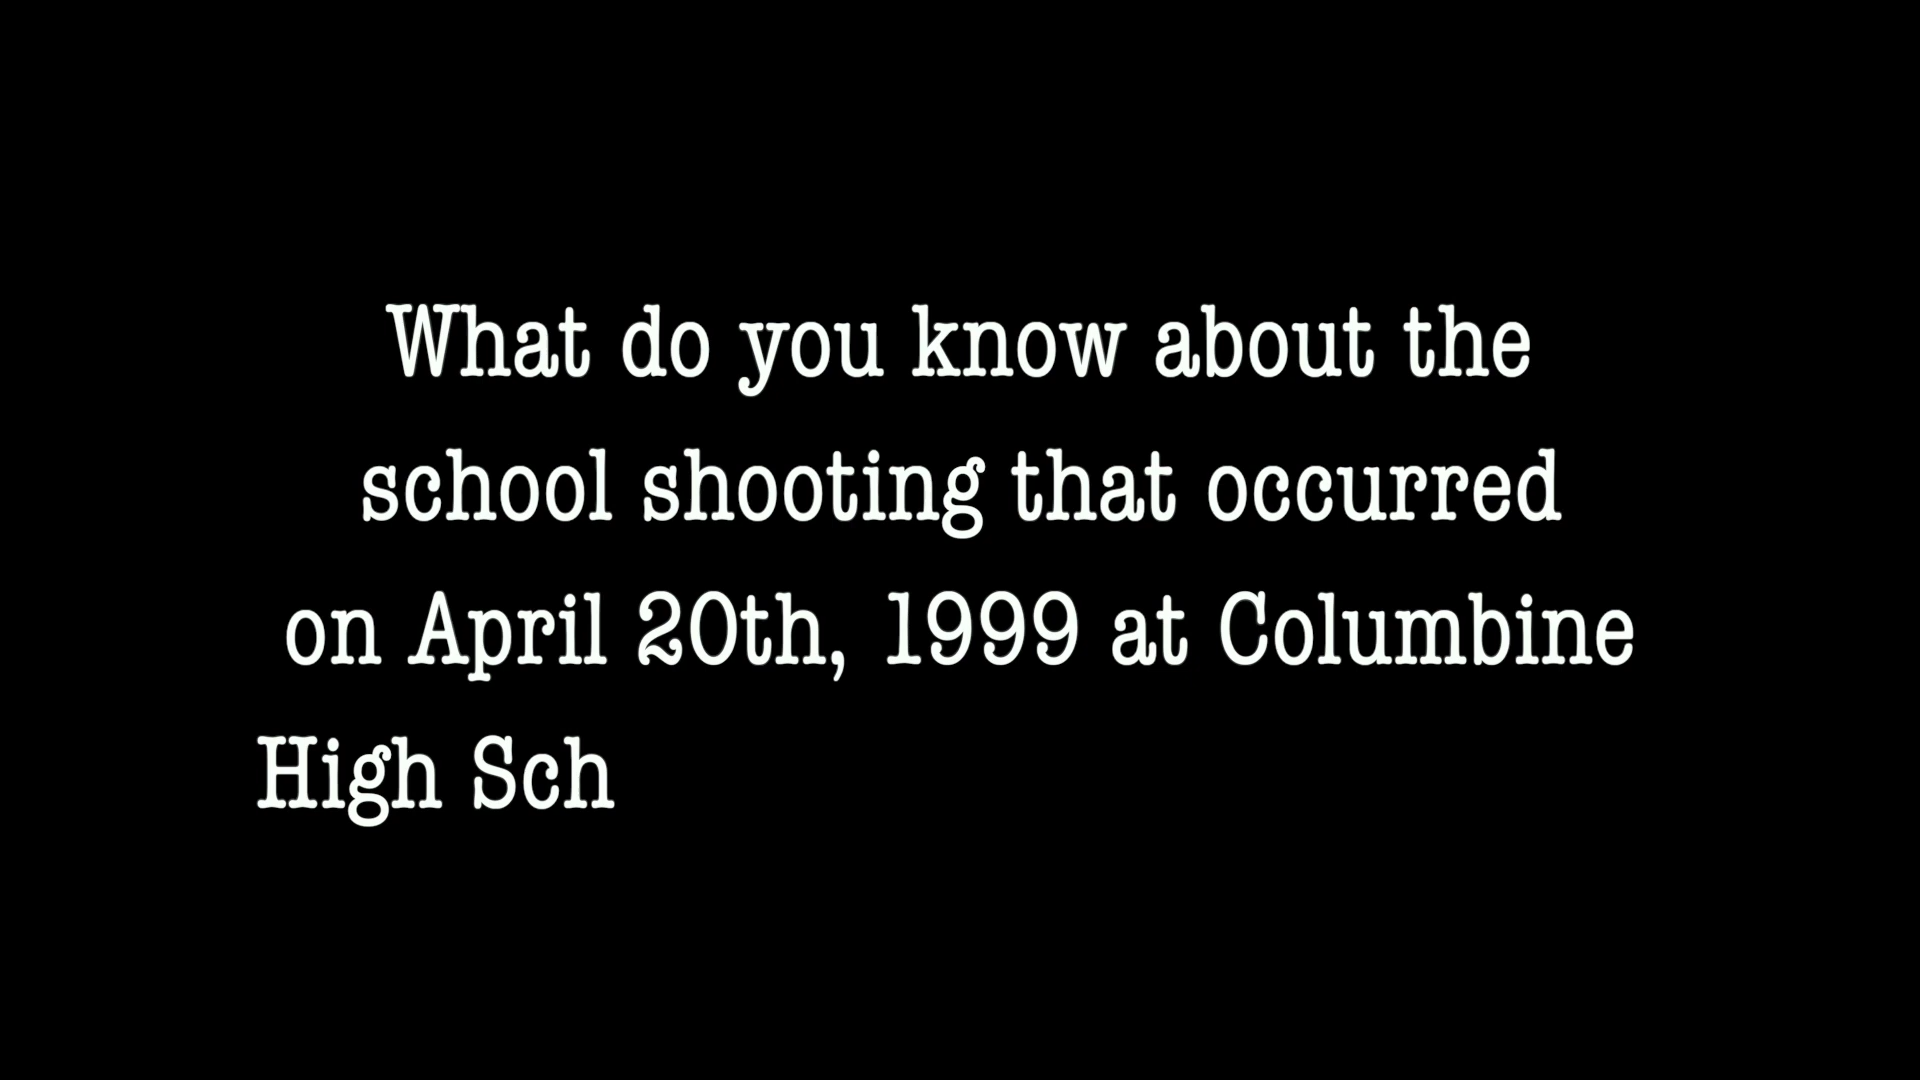 What do you know about the
school shooting that occurred
on April 20th, 1999 at Columbine
High Sch